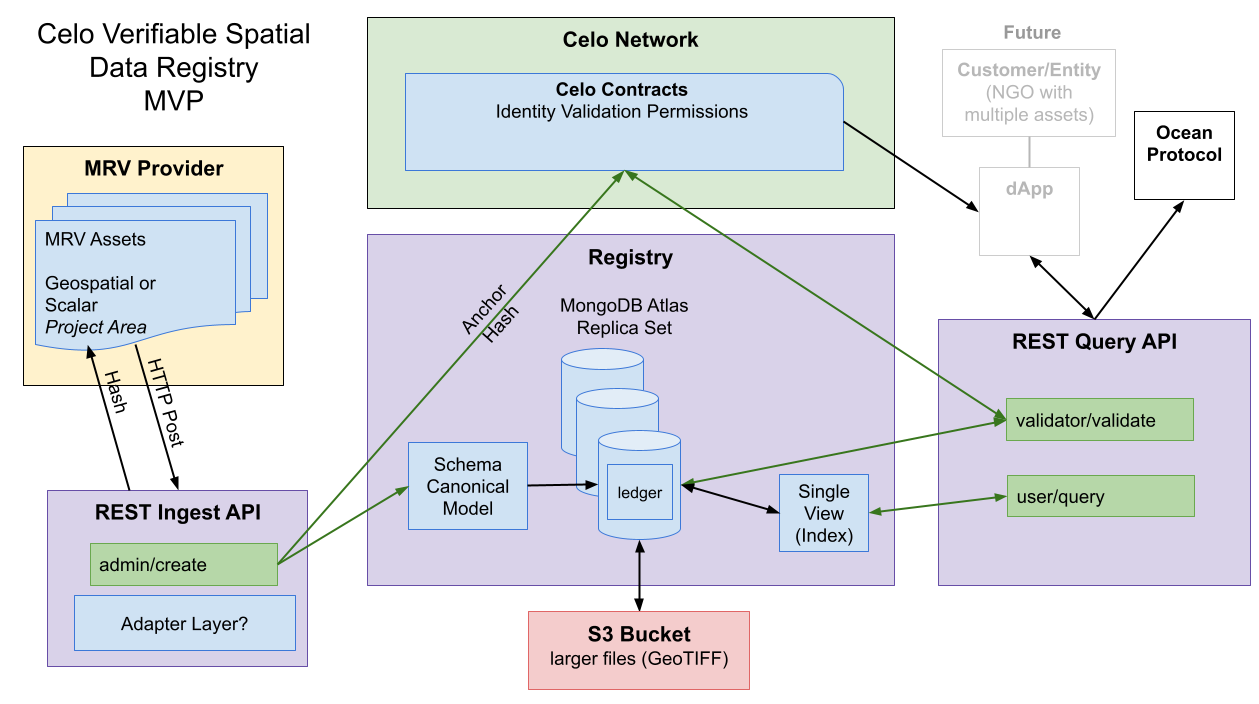 Celo Verifiable Spatial
Data Registry
MVP
MRV Provider
MRV Assets
Geospatial or
Scalar
Project Area
Hash
HTTP Post
REST Ingest API
admin/create
Adapter Layer?
Celo Network
Celo Contracts
Identity Validation Permissions
Anchor
Hash
Registry
MongoDB Atlas
Replica Set
Schema
Canonical
Model
ledger
Single
View
(Index)
S3 Bucket
larger files (GeoTIFF)
Future
Customer/Entity
(NGO with
multiple assets)
dApp
Ocean
Protocol
REST Query API
validator/validate
user/query